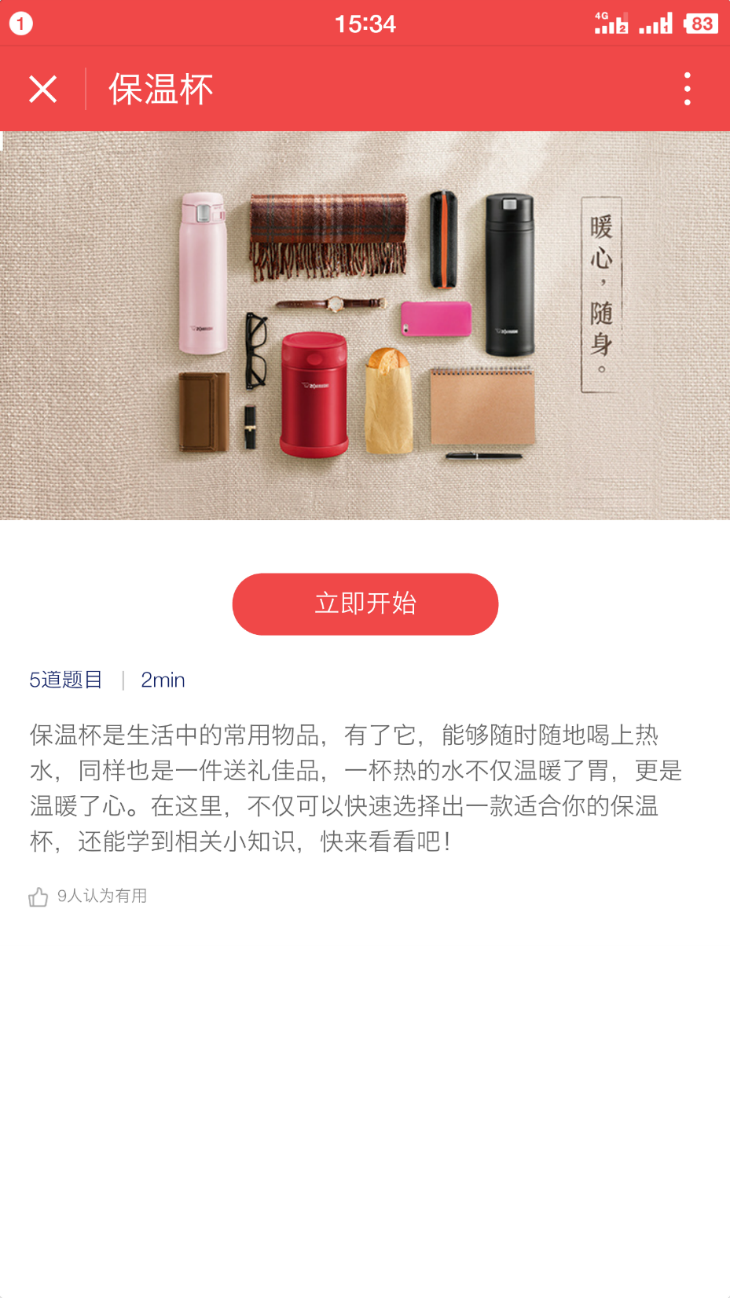 1
15:34
4G
2
1
83
保温杯
暖心，随身。
立即开始
5道题目 | 2min
保温杯是生活中的常用物品，有了它，能够随时随地喝上热
水，同样也是一件送礼佳品，一杯热的水不仅温暖了胃，更是
温暖了心。在这里，不仅可以快速选择出一款适合你的保温
杯，还能学到相关小知识，快来看看吧！
9人认为有用